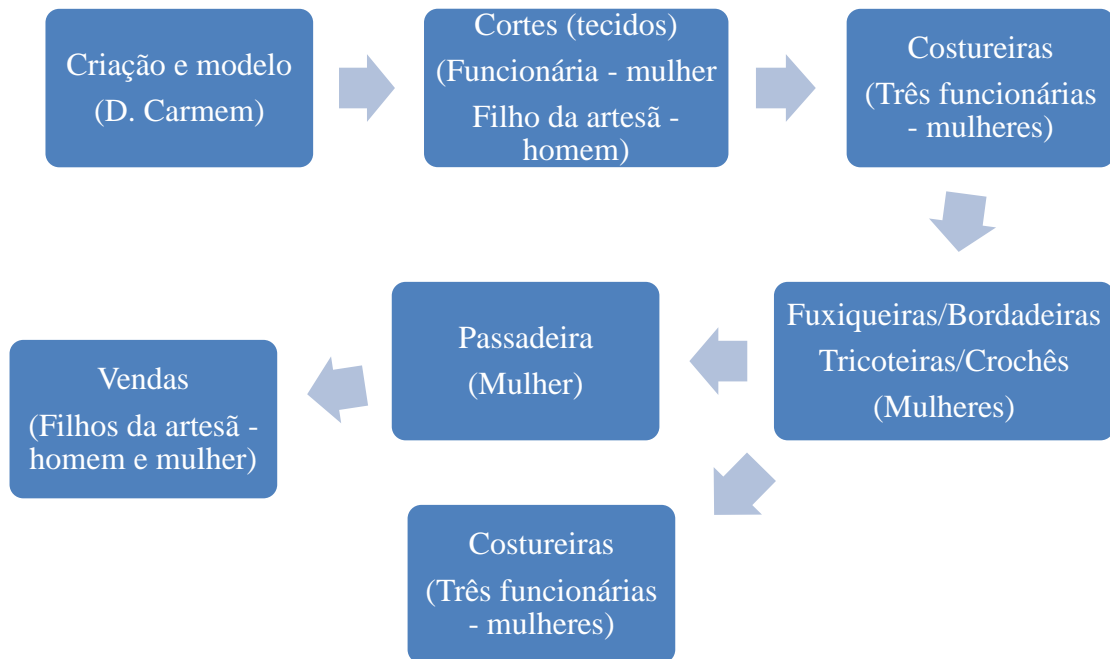 Criação e modelo
(D. Carmem)
Cortes (tecidos)
(Funcionária - mulher
Filho da artesã -
homem)
Costureiras
(Três funcionárias
- mulheres)
Fuxiqueiras/Bordadeiras
Tricoteiras/Crochês
(Mulheres)
Passadeira
(Mulher)
Vendas
(Filhos da artesã -
homem e mulher)
Costureiras
(Três funcionárias
- mulheres)